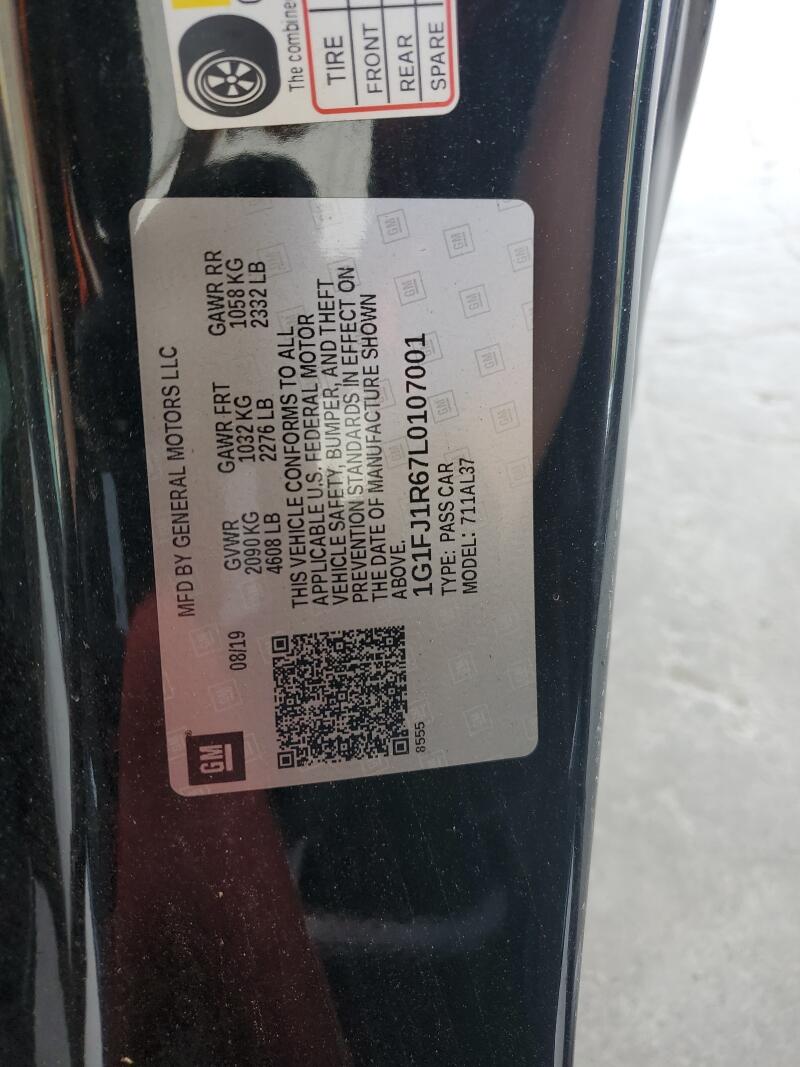 The combine
TIRE
FRONT
REAR
SPARE
MFD BY GENERAL MOTORS LLC
GM
08/19
GVWR GAWR FRT GAWR RR
2090 KG 1032 KG 1058 KG
4608 LB 2276 LB 2332 LB
THIS VEHICLE CONFORMS TO ALL
APPLICABLE U.S. FEDERAL MOTOR
VEHICLE SAFETY, BUMPER, AND THEFT
PREVENTION STANDARDS IN EFFECT ON
THE DATE OF MANUFACTURE SHOWN
ABOVE.
1G1FJ1R67L0107001
TYPE: PASS CAR
MODEL: 711AL37
8555